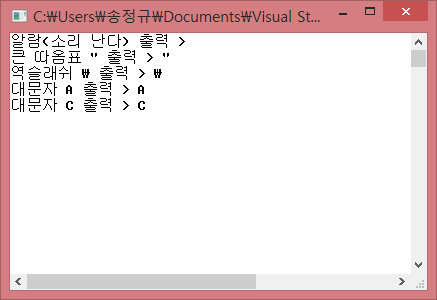 C:₩Users₩송정규₩Documents₩Visual St...
알람(소리 난다) 출력 >
큰 따옴표 " 출력 > "
역슬래쉬 ₩ 출력 > ₩
대문자 A 출력 > A
대문자 C 출력 > C